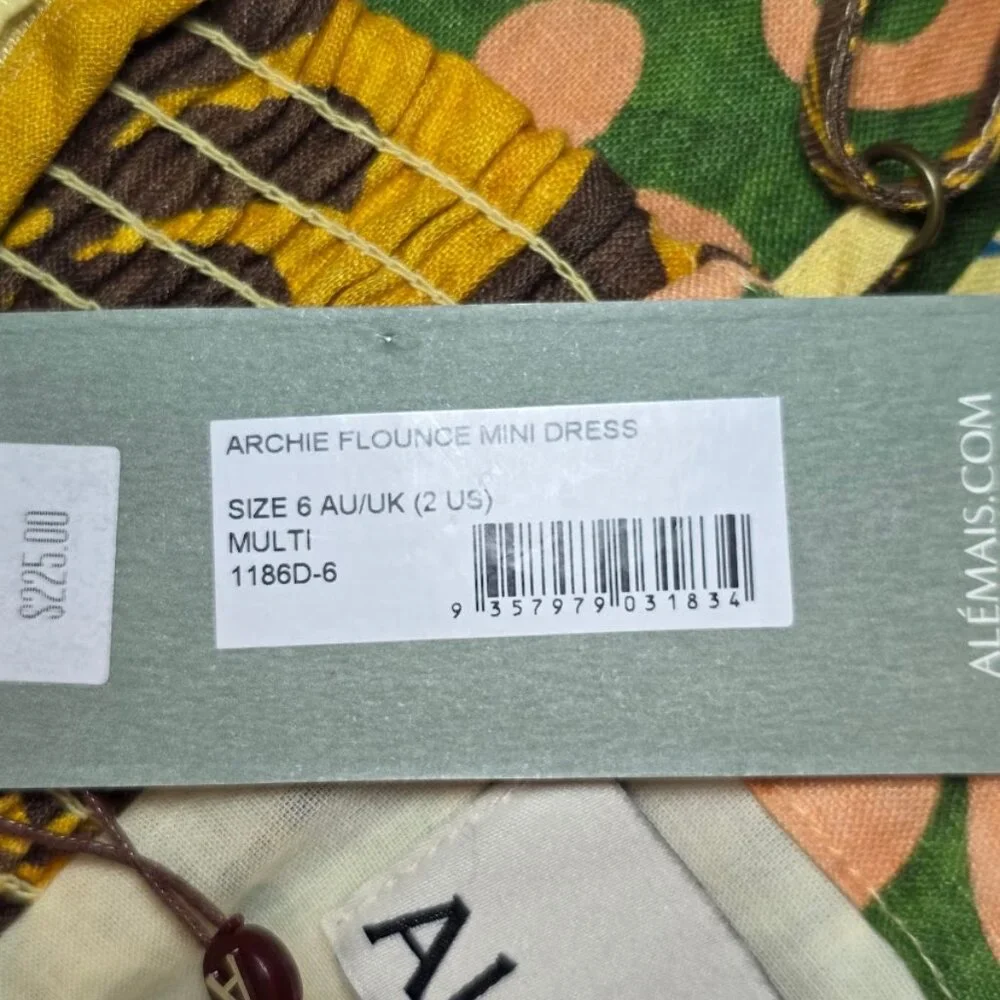 ARCHIE FLOUNCE MINI DRESS
SIZE 6 AU/UK (2 US)
MULTI
1186D-6
9 357979 031834
$225.00
ALÉMAIS.COM
Al
A